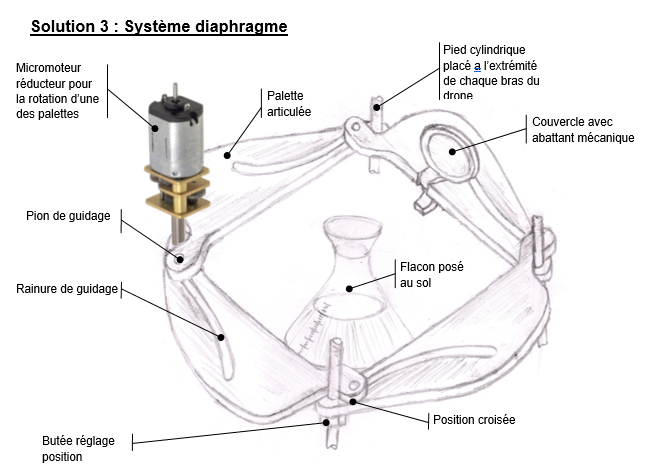 Solution 3 : Système diaphragme
Pied cylindrique
placé a l'extrémité
de chaque bras du
drone
Micromoteur
réducteur pour
la rotation d'une
des palettes
Palette
articulée
Couvercle avec
abattant mécanique
Pion de guidage
Flacon posé
au sol
Rainure de guidage
Position croisée
Butée réglage
position